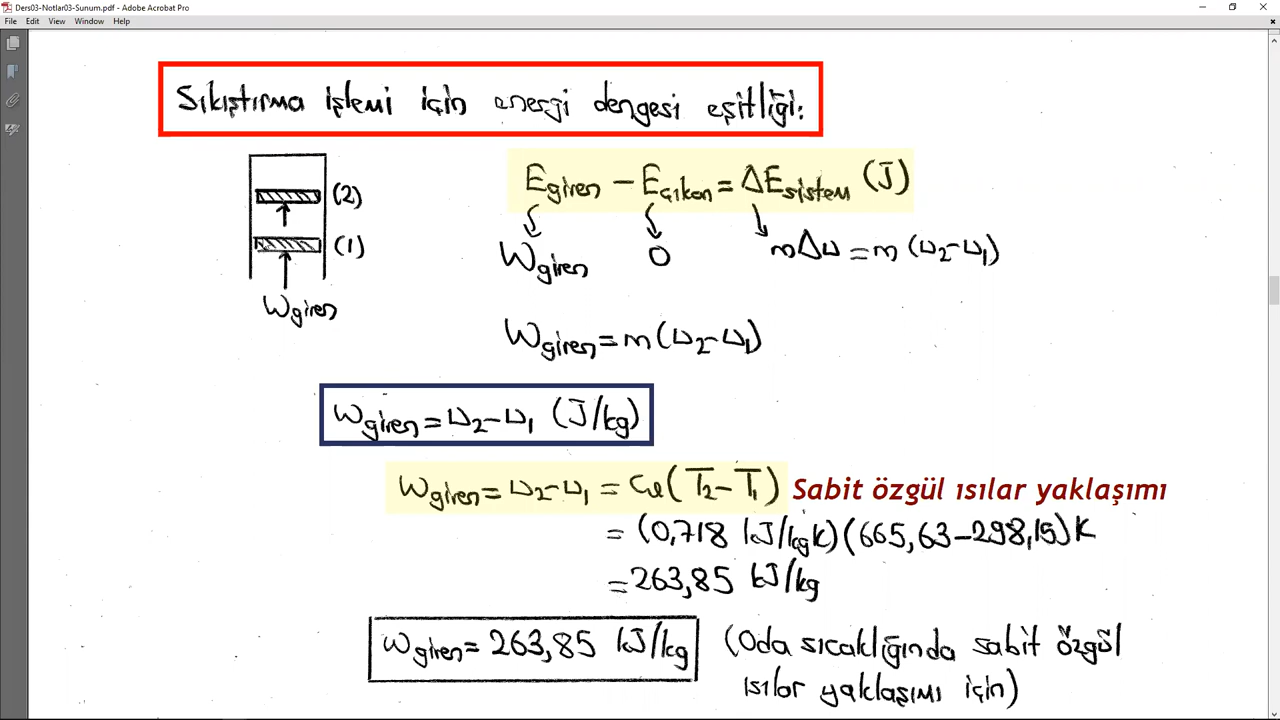 Ders03-Notlar03-Sunum.pdf - Adobe Acrobat Pro
File Edit View Window Help
Sıkıştırma işlemi için enerji dengesi eşitliği:
Egiren - Eçıkan = ΔEsistem (J)
(2)
(1)
Wgiren 0 mΔu = m (u2-u1)
Wgiren
Wgiren = m (u2-u1)
wgiren = u2-u1 (J/kg)
wgiren = u2-u1 = cv(T2-T1) Sabit özgül ısılar yaklaşımı
= (0,718 kJ/kgK)(665,63-298,15)K
= 263,85 kJ/kg
wgiren = 263,85 kJ/kg (Oda sıcaklığında sabit özgül
ısılar yaklaşımı için)